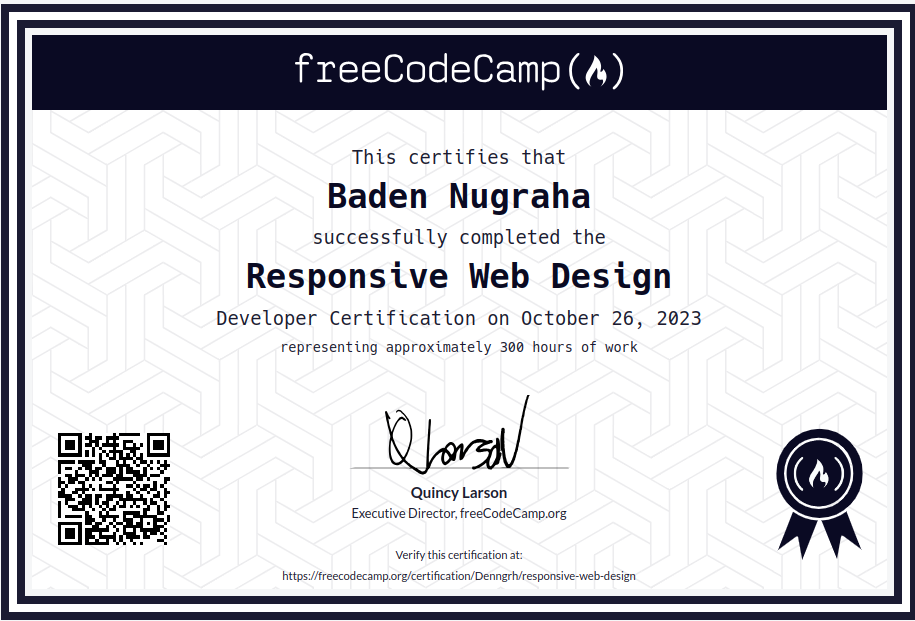 freeCodeCamp
This certifies that
Baden Nugraha
successfully completed the
Responsive Web Design
Developer Certification on October 26, 2023
representing approximately 300 hours of work
Quincy Larson
Executive Director, freeCodeCamp.org
Verify this certification at:
https://freecodecamp.org/certification/Denngrh/responsive-web-design